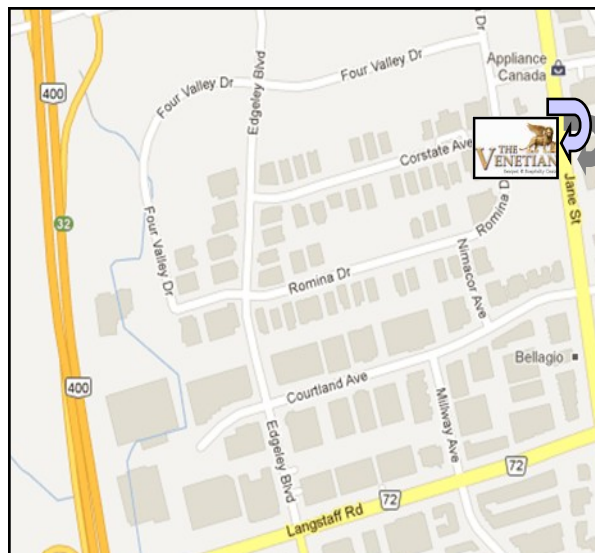 Dr
Appliance
Canada
Four Valley Dr
Four Valley Dr
Edgeley Blvd
400
Corstate Ave
THE
VENETIAN
Jane St
Romina D
32
Four Valley Dr
Romina Dr
Nimacor Ave
400
Bellagio
Courtland Ave
Millway Ave
Edgeley Blvd
72
72
Langstaff Rd